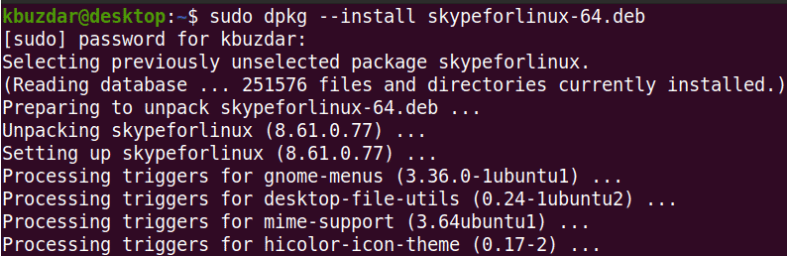 kbuzdar@desktop:~$ sudo dpkg --install skypeforlinux-64.deb
[sudo] password for kbuzdar:
Selecting previously unselected package skypeforlinux.
(Reading database ... 251576 files and directories currently installed.)
Preparing to unpack skypeforlinux-64.deb ...
Unpacking skypeforlinux (8.61.0.77) ...
Setting up skypeforlinux (8.61.0.77) ...
Processing triggers for gnome-menus (3.36.0-1ubuntu1) ...
Processing triggers for desktop-file-utils (0.24-1ubuntu2) ...
Processing triggers for mime-support (3.64ubuntu1) ...
Processing triggers for hicolor-icon-theme (0.17-2) ...